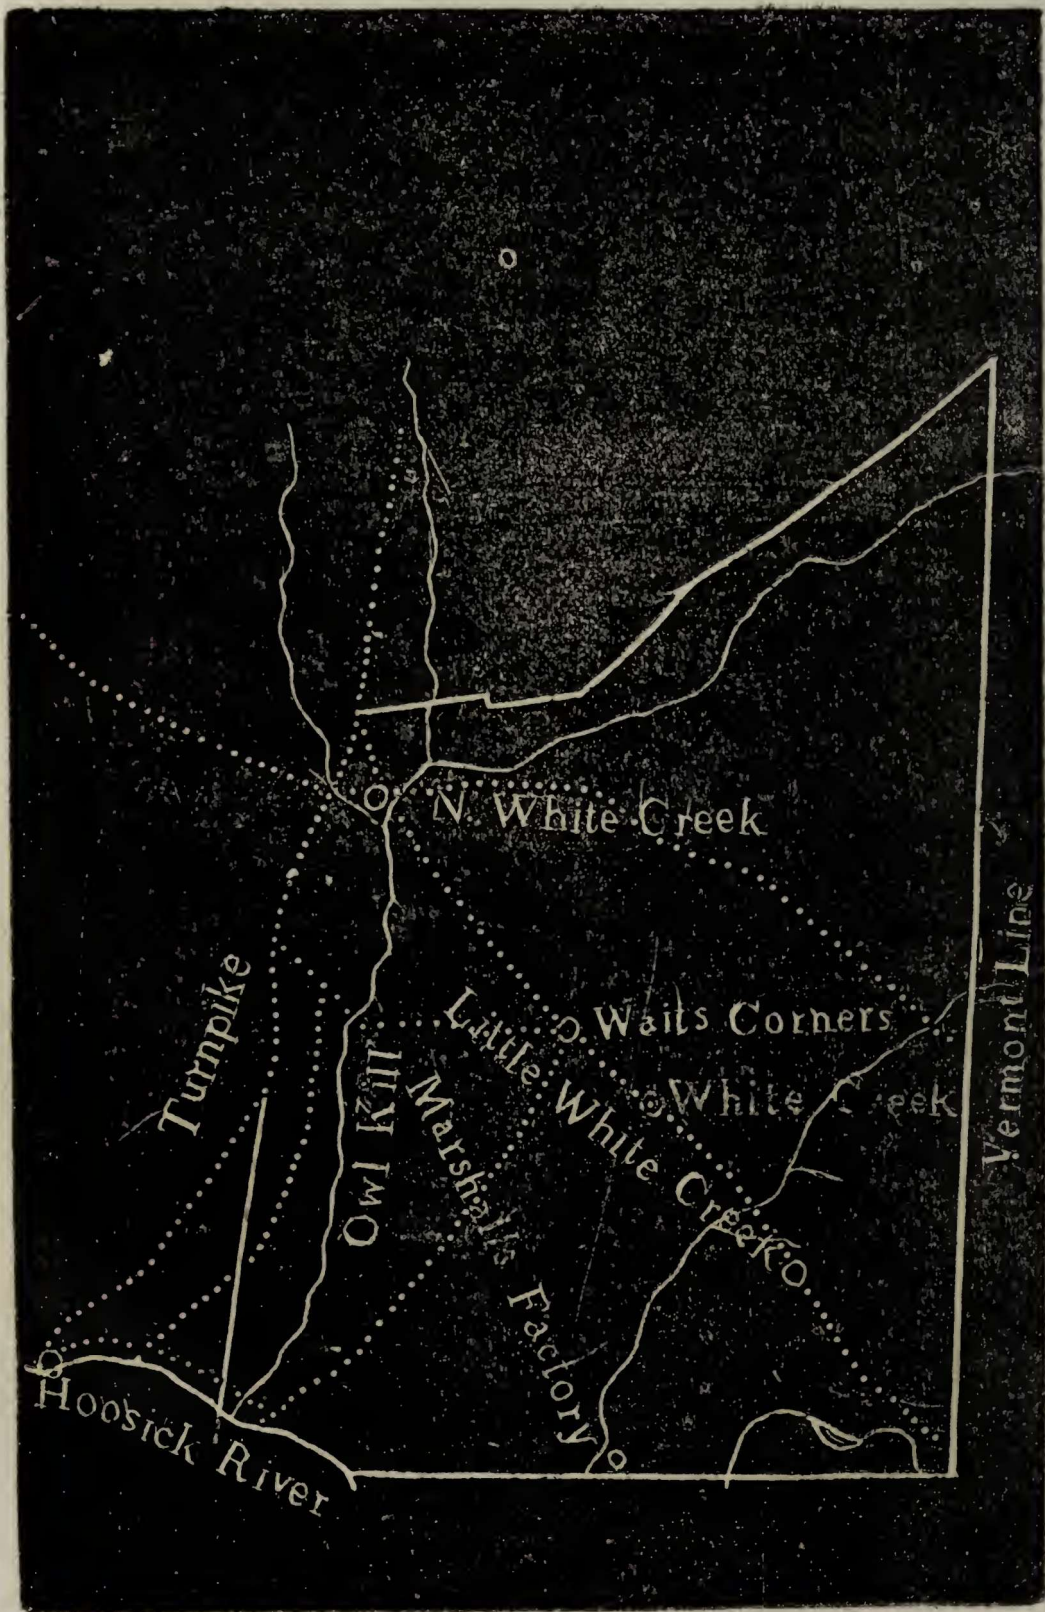 N. White Creek
Turnpike
Vermont Line
Waits Corners
Little White Creek
White Creek
Owl Kill
Marshalls Factory
Hoosick River